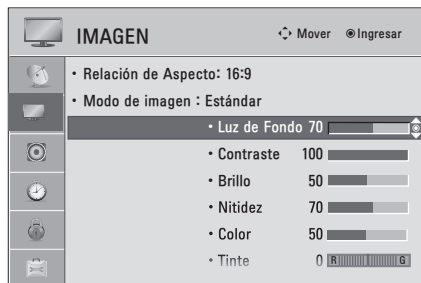 IMAGEN Mover Ingresar
• Relación de Aspecto: 16:9
• Modo de imagen : Estándar
• Luz de Fondo 70
• Contraste 100
• Brillo 50
• Nitidez 70
• Color 50
• Tinte 0 R G